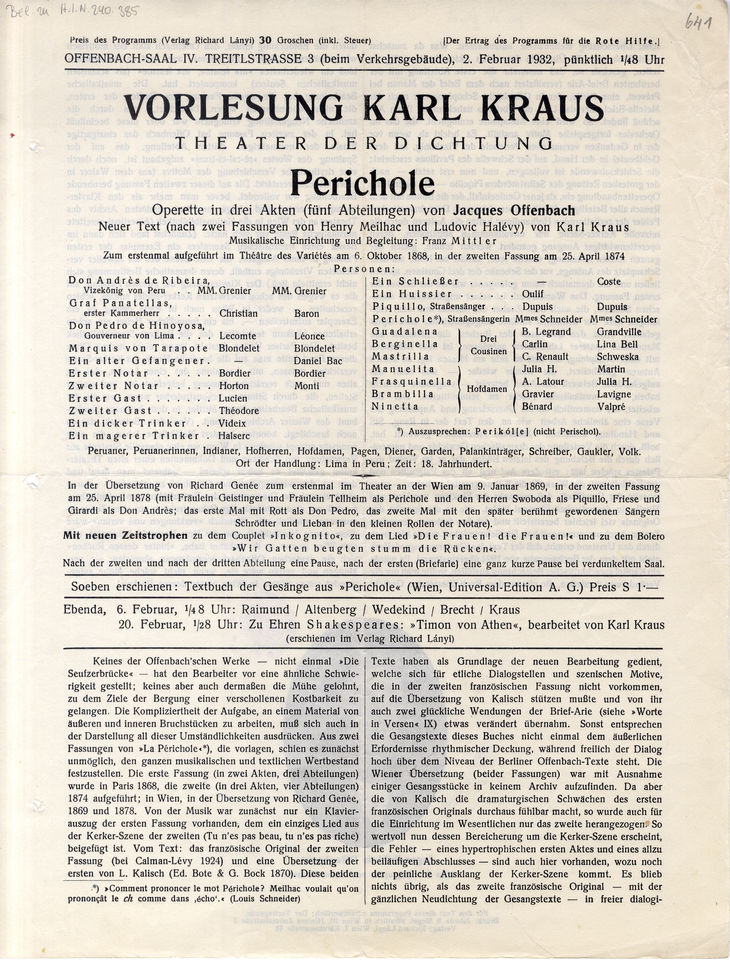 Bei zu H.I.N. 240.385
641
Preis des Programms (Verlag Richard Lányi) 30 Groschen (inkl. Steuer) [Der Ertrag des Programms für die Rote Hilfe.]
OFFENBACH-SAAL IV. TREITLSTRASSE 3 (beim Verkehrsgebäude), 2. Februar 1932, pünktlich ¼8 Uhr
VORLESUNG KARL KRAUS
THEATER DER DICHTUNG
Perichole
Operette in drei Akten (fünf Abteilungen) von Jacques Offenbach
Neuer Text (nach zwei Fassungen von Henry Meilhac und Ludovic Halévy) von Karl Kraus
Musikalische Einrichtung und Begleitung: Franz Mittler
Zum erstenmal aufgeführt im Théâtre des Variétés am 6. Oktober 1868, in der zweiten Fassung am 25. April 1874
Personen:
Don Andrès de Ribeira,
Vizekönig von Peru . . MM. Grenier MM. Grenier
Graf Panatellas,
erster Kammerherr . . . . . Christian Baron
Don Pedro de Hinoyosa,
Gouverneur von Lima . . . . Lecomte Léonce
Marquis von Tarapote Blondelet Blondelet
Ein alter Gefangener . — Daniel Bac
Erster Notar . . . . . . Bordier Bordier
Zweiter Notar . . . . . Horton Monti
Erster Gast . . . . . . Lucien
Zweiter Gast . . . . . . Théodore
Ein dicker Trinker . . Videix
Ein magerer Trinker . Halserc
Ein Schließer . . . . . — Coste
Ein Huissier . . . . . . Oulif
Piquillo, Straßensänger . . . Dupuis Dupuis
Perichole*), Straßensängerin Mmes Schneider Mmes Schneider
Guadalena B. Legrand Grandville
Berginella Drei Cousinen Carlin Lina Bell
Mastrilla C. Renault Schweska
Manuelita Julia H. Martin
Frasquinella Hofdamen A. Latour Julia H.
Brambilla Gravier Lavigne
Ninetta Bénard Valpré
*) Auszusprechen: Perikól[e] (nicht Perischol).
Peruaner, Peruanerinnen, Indianer, Hofherren, Hofdamen, Pagen, Diener, Garden, Palankinträger, Schreiber, Gaukler, Volk.
Ort der Handlung: Lima in Peru; Zeit: 18. Jahrhundert.
In der Übersetzung von Richard Genée zum erstenmal im Theater an der Wien am 9. Januar 1869, in der zweiten Fassung
am 25. April 1878 (mit Fräulein Geistinger und Fräulein Tellheim als Perichole und den Herren Swoboda als Piquillo, Friese und
Girardi als Don Andrès; das erste Mal mit Rott als Don Pedro, das zweite Mal mit den später berühmt gewordenen Sängern
Schrödter und Lieban in den kleinen Rollen der Notare).
Mit neuen Zeitstrophen zu dem Couplet »Inkognito«, zu dem Lied »Die Frauen! die Frauen!« und zu dem Bolero
»Wir Gatten beugten stumm die Rücken«.
Nach der zweiten und nach der dritten Abteilung eine Pause, nach der ersten (Briefarie) eine ganz kurze Pause bei verdunkeltem Saal.
Soeben erschienen: Textbuch der Gesänge aus »Perichole« (Wien, Universal-Edition A. G.) Preis S 1·—
Ebenda, 6. Februar, ¼8 Uhr: Raimund / Altenberg / Wedekind / Brecht / Kraus
20. Februar, ½8 Uhr: Zu Ehren Shakespeares: »Timon von Athen«, bearbeitet von Karl Kraus
(erschienen im Verlag Richard Lányi)
Keines der Offenbach'schen Werke — nicht einmal »Die
Seufzerbrücke« — hat den Bearbeiter vor eine ähnliche Schwie-
rigkeit gestellt; keines aber auch dermaßen die Mühe gelohnt,
zu dem Ziele der Bergung einer verschollenen Kostbarkeit zu
gelangen. Die Kompliziertheit der Aufgabe, an einem Material von
äußeren und inneren Bruchstücken zu arbeiten, muß sich auch in
der Darstellung all dieser Umständlichkeiten ausdrücken. Aus zwei
Fassungen von »La Périchole«*), die vorlagen, schien es zunächst
unmöglich, den ganzen musikalischen und textlichen Wertbestand
festzustellen. Die erste Fassung (in zwei Akten, drei Abteilungen)
wurde in Paris 1868, die zweite (in drei Akten, vier Abteilungen)
1874 aufgeführt; in Wien, in der Übersetzung von Richard Genée,
1869 und 1878. Von der Musik war zunächst nur ein Klavier-
auszug der ersten Fassung vorhanden, dem ein einziges Lied aus
der Kerker-Szene der zweiten (Tu n'es pas beau, tu n'es pas riche)
beigefügt ist. Vom Text: das französische Original der zweiten
Fassung (bei Calman-Lévy 1924) und eine Übersetzung der
ersten von L. Kalisch (Ed. Bote & G. Bock 1870). Diese beiden
*) »Comment prononcer le mot Périchole? Meilhac voulait qu'on
prononçât le ch comme dans ‚écho'.« (Louis Schneider)
Texte haben als Grundlage der neuen Bearbeitung gedient,
welche sich für etliche Dialogstellen und szenischen Motive,
die in der zweiten französischen Fassung nicht vorkommen,
auf die Übersetzung von Kalisch stützen mußte und von ihr
auch zwei glückliche Wendungen der Brief-Arie (siehe »Worte
in Versen« IX) etwas verändert übernahm. Sonst entsprechen
die Gesangstexte dieses Buches nicht einmal dem äußerlichen
Erfordernisse rhythmischer Deckung, während freilich der Dialog
hoch über dem Niveau der Berliner Offenbach-Texte steht. Die
Wiener Übersetzung (beider Fassungen) war mit Ausnahme
einiger Gesangstücke in keinem Archiv aufzufinden. Da aber
die von Kalisch die dramaturgischen Schwächen des ersten
französischen Originals durchaus fühlbar macht, so wurde auch für
die Einrichtung im Wesentlichen nur das zweite herangezogen. So
wertvoll nun dessen Bereicherung um die Kerker-Szene erscheint,
die Fehler — eines hypertrophischen ersten Aktes und eines allzu
beiläufigen Abschlusses — sind auch hier vorhanden, wozu noch
der peinliche Ausklang der Kerker-Szene kommt. Es blieb
nichts übrig, als das zweite französische Original — mit der
gänzlichen Neudichtung der Gesangstexte — in freier dialogi-